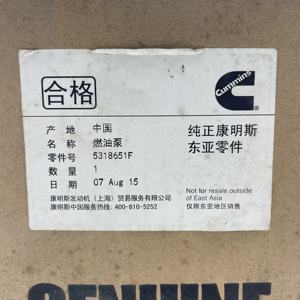 合格
Cummins
产 地 中国
名 称 燃油泵
零件号 5318651F
数 量 1
日 期 07 Aug 15
纯正康明斯
东亚零件
Not for resale outside
of East Asia
仅限东亚地区销售
康明斯发动机（上海）贸易服务有限公司
康明斯中国服务热线: 400-810-5252
GENUINE